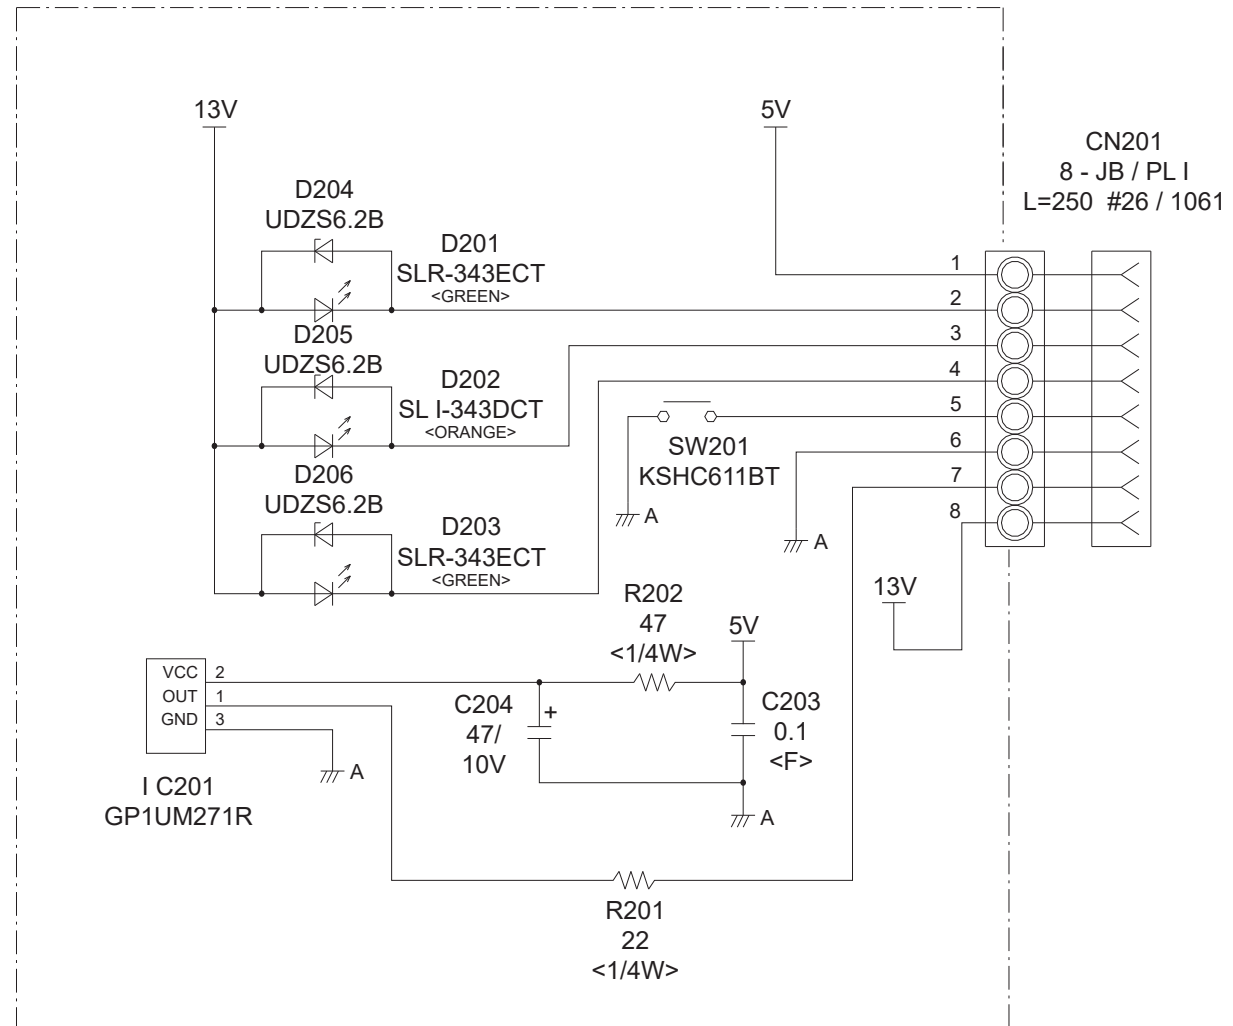 13V
5V
CN201
8 - JB / PL I
L=250 #26 / 1061
D204
UDZS6.2B
D201
SLR-343ECT
<GREEN>
1
2
3
4
5
6
7
8
D205
UDZS6.2B
D202
SL I-343DCT
<ORANGE>
SW201
KSHC611BT
A
A
D206
UDZS6.2B
D203
SLR-343ECT
<GREEN>
13V
R202
47
<1/4W>
5V
VCC 2
OUT 1
GND 3
A
I C201
GP1UM271R
C204
+
47/
10V
C203
0.1
<F>
A
R201
22
<1/4W>